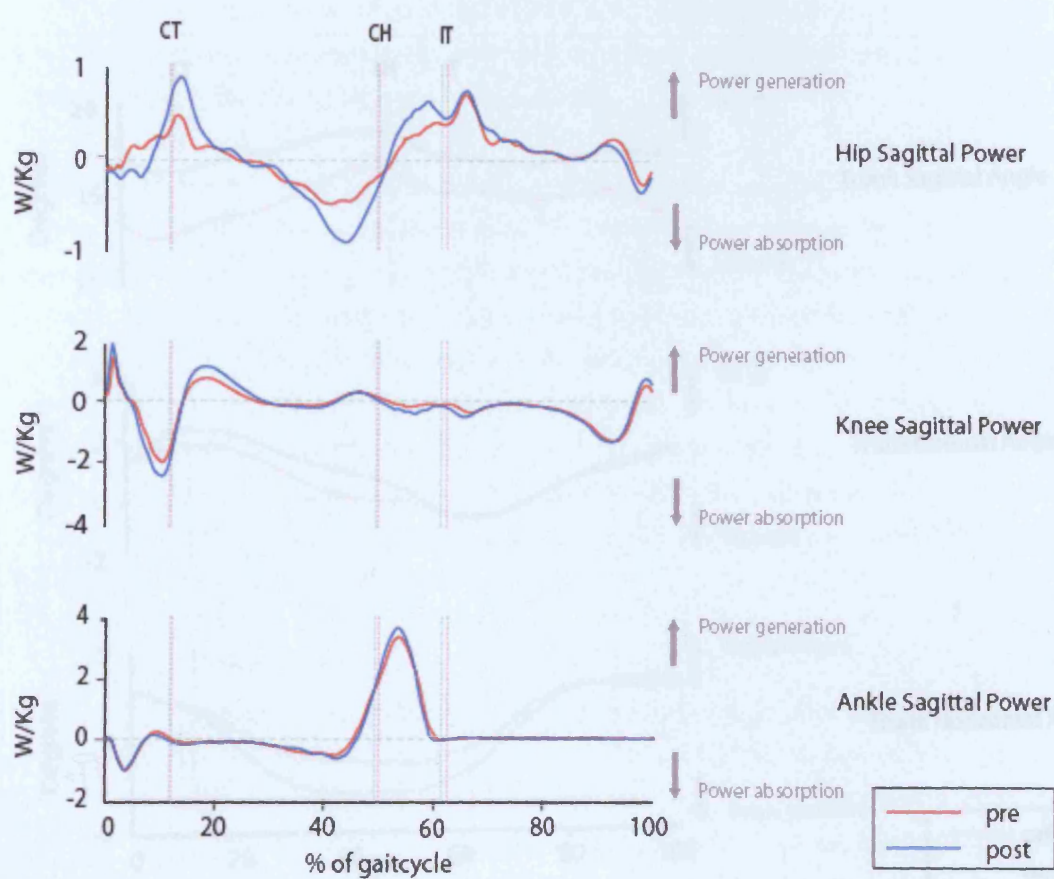 CT CH IT
1
0
-1
W/Kg
Power generation
Power absorption
Hip Sagittal Power
2
0
-2
-4
W/Kg
Power generation
Power absorption
Knee Sagittal Power
4
2
0
-2
W/Kg
Power generation
Power absorption
Ankle Sagittal Power
0 20 40 60 80 100
% of gaitcycle
pre
post